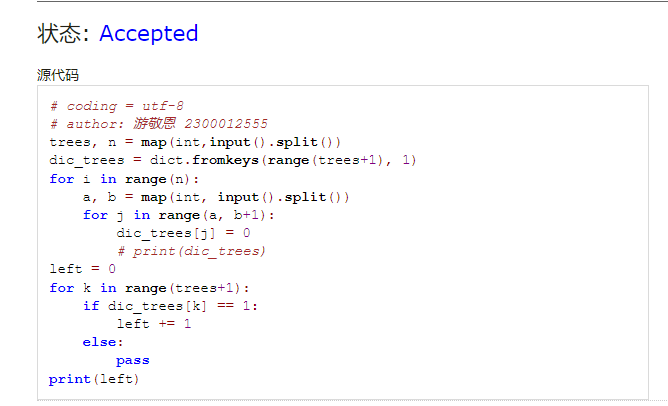 状态: Accepted
源代码
# coding = utf-8
# author: 游敬恩 2300012555
trees, n = map(int,input().split())
dic_trees = dict.fromkeys(range(trees+1), 1)
for i in range(n):
    a, b = map(int, input().split())
    for j in range(a, b+1):
        dic_trees[j] = 0
        # print(dic_trees)
left = 0
for k in range(trees+1):
    if dic_trees[k] == 1:
        left += 1
    else:
        pass
print(left)